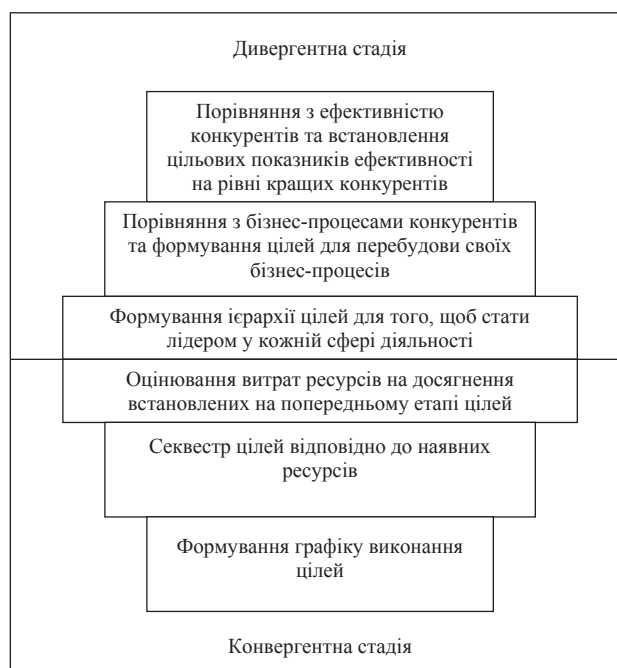 Дивергентна стадія
Порівняння з ефективністю
конкурентів та встановлення
цільових показників ефективності
на рівні кращих конкурентів
Порівняння з бізнес-процесами конкурентів
та формування цілей для перебудови своїх
бізнес-процесів
Формування ієрархії цілей для того, щоб стати
лідером у кожній сфері діяльності
Оцінювання витрат ресурсів на досягнення
встановлених на попередньому етапі цілей
Секвестр цілей відповідно до наявних
ресурсів
Формування графіку виконання
цілей
Конвергентна стадія